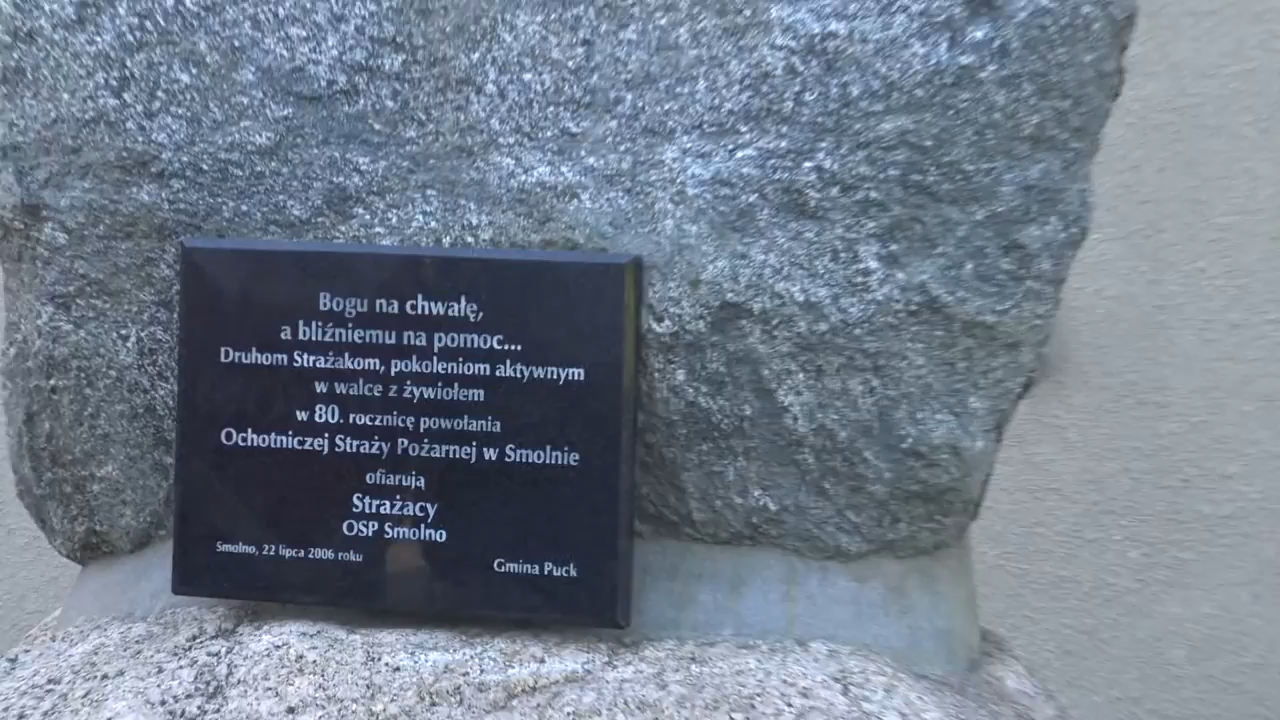 Bogu na chwałę,
a bliźniemu na pomoc...
Druhom Strażakom, pokoleniom aktywnym
w walce z żywiołem
w 80. rocznicę powołania
Ochotniczej Straży Pożarnej w Smolnie
ofiarują
Strażacy
OSP Smolno
Smolno, 22 lipca 2006 roku
Gmina Puck